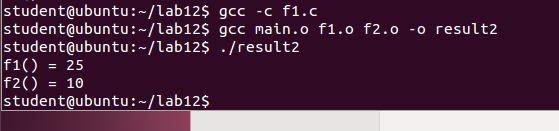 student@ubuntu:~/lab12$ gcc -c f1.c
student@ubuntu:~/lab12$ gcc main.o f1.o f2.o -o result2
student@ubuntu:~/lab12$ ./result2
f1() = 25
f2() = 10
student@ubuntu:~/lab12$